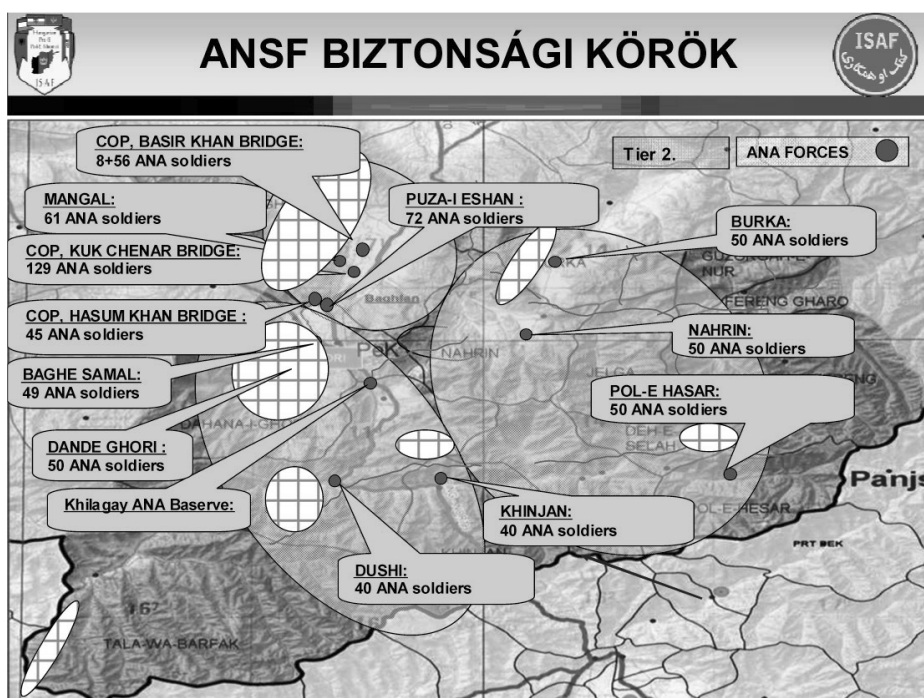 ANSF BIZTONSÁGI KÖRÖK
ISAF
ISAF
Tier 2.
ANA FORCES
COP, BASIR KHAN BRIDGE:
8+56 ANA soldiers
MANGAL:
61 ANA soldiers
PUZA-I ESHAN :
72 ANA soldiers
BURKA:
50 ANA soldiers
COP, KUK CHENAR BRIDGE:
129 ANA soldiers
COP, HASUM KHAN BRIDGE :
45 ANA soldiers
NAHRIN:
50 ANA soldiers
BAGHE SAMAL:
49 ANA soldiers
POL-E HASAR:
50 ANA soldiers
DANDE GHORI :
50 ANA soldiers
Khilagay ANA Baserve:
KHINJAN:
40 ANA soldiers
DUSHI:
40 ANA soldiers
Baghlan
PeK
NAHRIN
JELGA
FERENG GHARO
NUR
DAHANA-I-GHO
DEH-E-
SELAH
Panjs
POL-E-HESAR
PRT BEK
TALA-WA-BARFAK